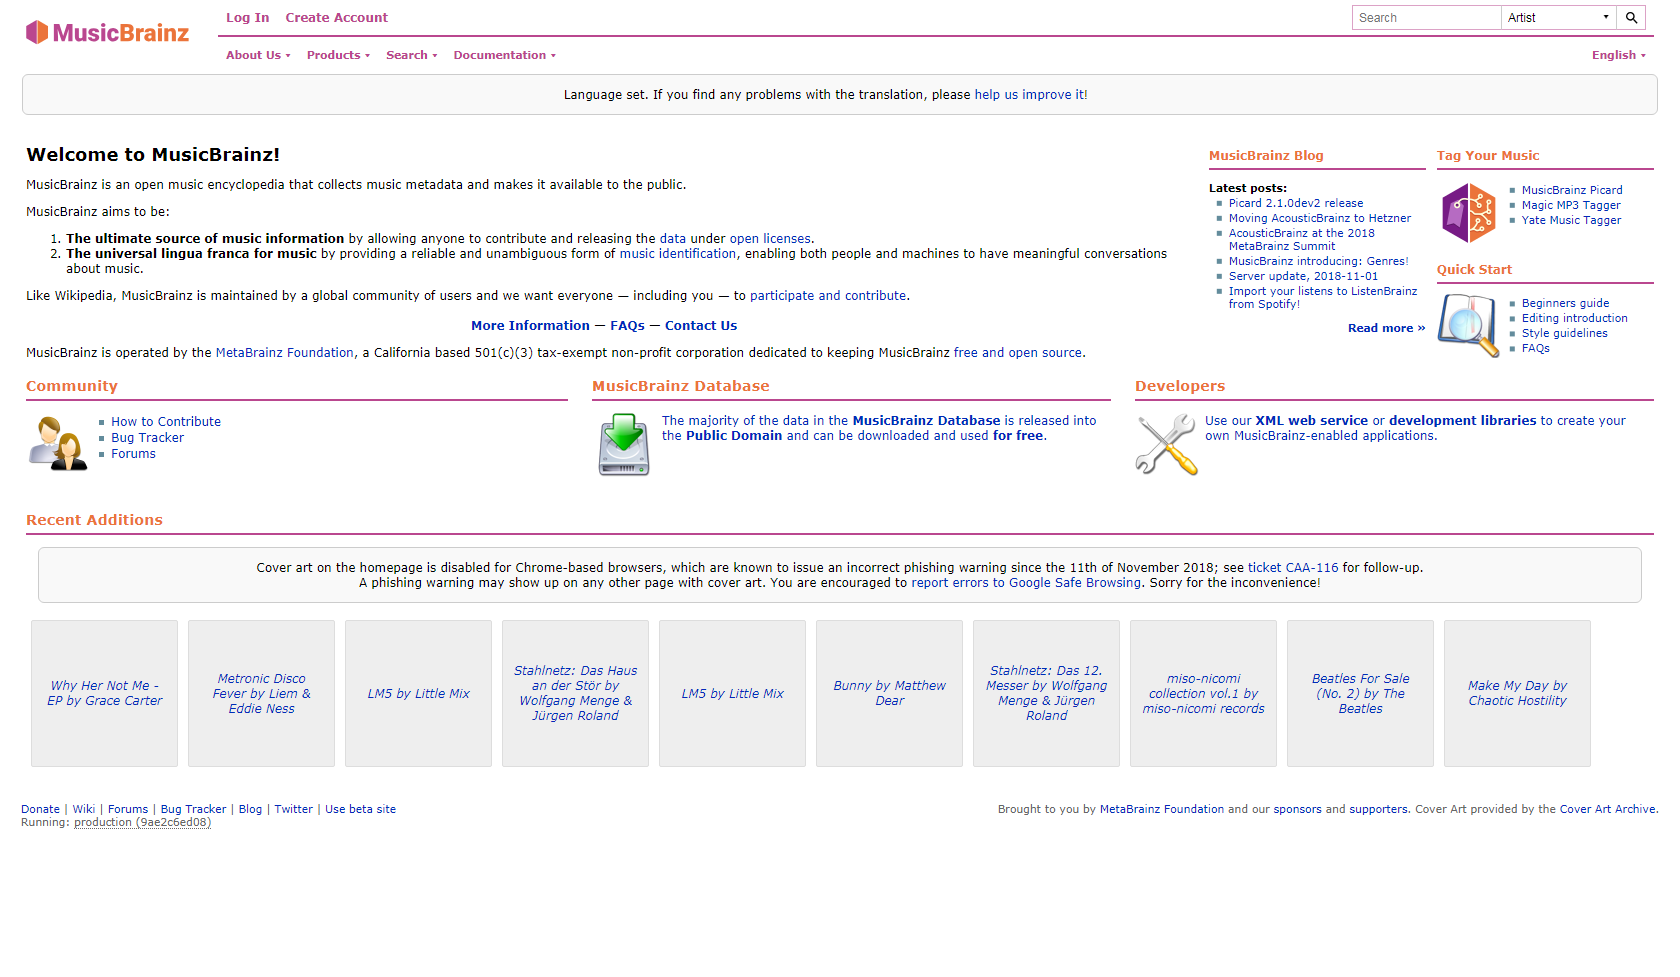 MusicBrainz
Log In Create Account
Search Artist
About Us Products Search Documentation
English
Language set. If you find any problems with the translation, please help us improve it!
Welcome to MusicBrainz!
MusicBrainz is an open music encyclopedia that collects music metadata and makes it available to the public.
MusicBrainz aims to be:
1. The ultimate source of music information by allowing anyone to contribute and releasing the data under open licenses.
2. The universal lingua franca for music by providing a reliable and unambiguous form of music identification, enabling both people and machines to have meaningful conversations
about music.
Like Wikipedia, MusicBrainz is maintained by a global community of users and we want everyone — including you — to participate and contribute.
More Information — FAQs — Contact Us
MusicBrainz is operated by the MetaBrainz Foundation, a California based 501(c)(3) tax-exempt non-profit corporation dedicated to keeping MusicBrainz free and open source.
MusicBrainz Blog
Latest posts:
Picard 2.1.0dev2 release
Moving AcousticBrainz to Hetzner
AcousticBrainz at the 2018
MetaBrainz Summit
MusicBrainz introducing: Genres!
Server update, 2018-11-01
Import your listens to ListenBrainz
from Spotify!
Read more »
Tag Your Music
MusicBrainz Picard
Magic MP3 Tagger
Yate Music Tagger
Quick Start
Beginners guide
Editing introduction
Style guidelines
FAQs
Community
How to Contribute
Bug Tracker
Forums
MusicBrainz Database
The majority of the data in the MusicBrainz Database is released into
the Public Domain and can be downloaded and used for free.
Developers
Use our XML web service or development libraries to create your
own MusicBrainz-enabled applications.
Recent Additions
Cover art on the homepage is disabled for Chrome-based browsers, which are known to issue an incorrect phishing warning since the 11th of November 2018; see ticket CAA-116 for follow-up.
A phishing warning may show up on any other page with cover art. You are encouraged to report errors to Google Safe Browsing. Sorry for the inconvenience!
Why Her Not Me -
EP by Grace Carter
Metronic Disco
Fever by Liem &
Eddie Ness
LM5 by Little Mix
Stahlnetz: Das Haus
an der Stör by
Wolfgang Menge &
Jürgen Roland
LM5 by Little Mix
Bunny by Matthew
Dear
Stahlnetz: Das 12.
Messer by Wolfgang
Menge & Jürgen
Roland
miso-nicomi
collection vol.1 by
miso-nicomi records
Beatles For Sale
(No. 2) by The
Beatles
Make My Day by
Chaotic Hostility
Donate | Wiki | Forums | Bug Tracker | Blog | Twitter | Use beta site
Running: production (9ae2c6ed08)
Brought to you by MetaBrainz Foundation and our sponsors and supporters. Cover Art provided by the Cover Art Archive.